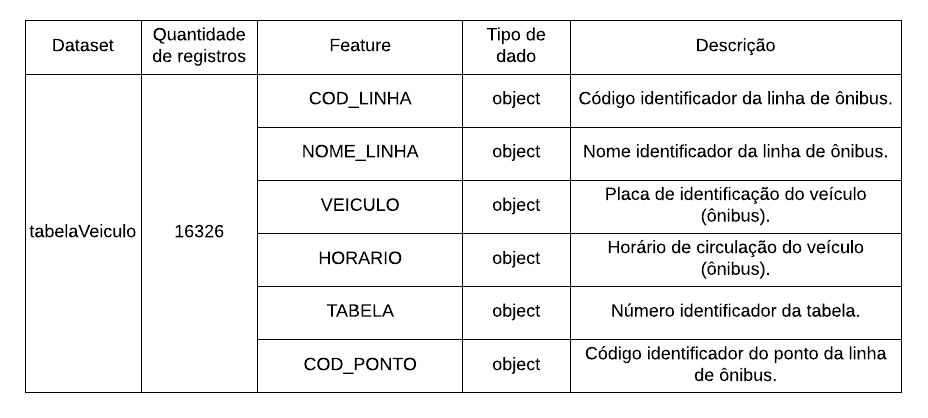 Dataset
Quantidade
de registros
Feature
Tipo de
dado
Descrição
tabelaVeiculo
16326
COD_LINHA
object
Código identificador da linha de ônibus.
NOME_LINHA
object
Nome identificador da linha de ônibus.
VEICULO
object
Placa de identificação do veículo
(ônibus).
HORARIO
object
Horário de circulação do veículo
(ônibus).
TABELA
object
Número identificador da tabela.
COD_PONTO
object
Código identificador do ponto da linha
de ônibus.